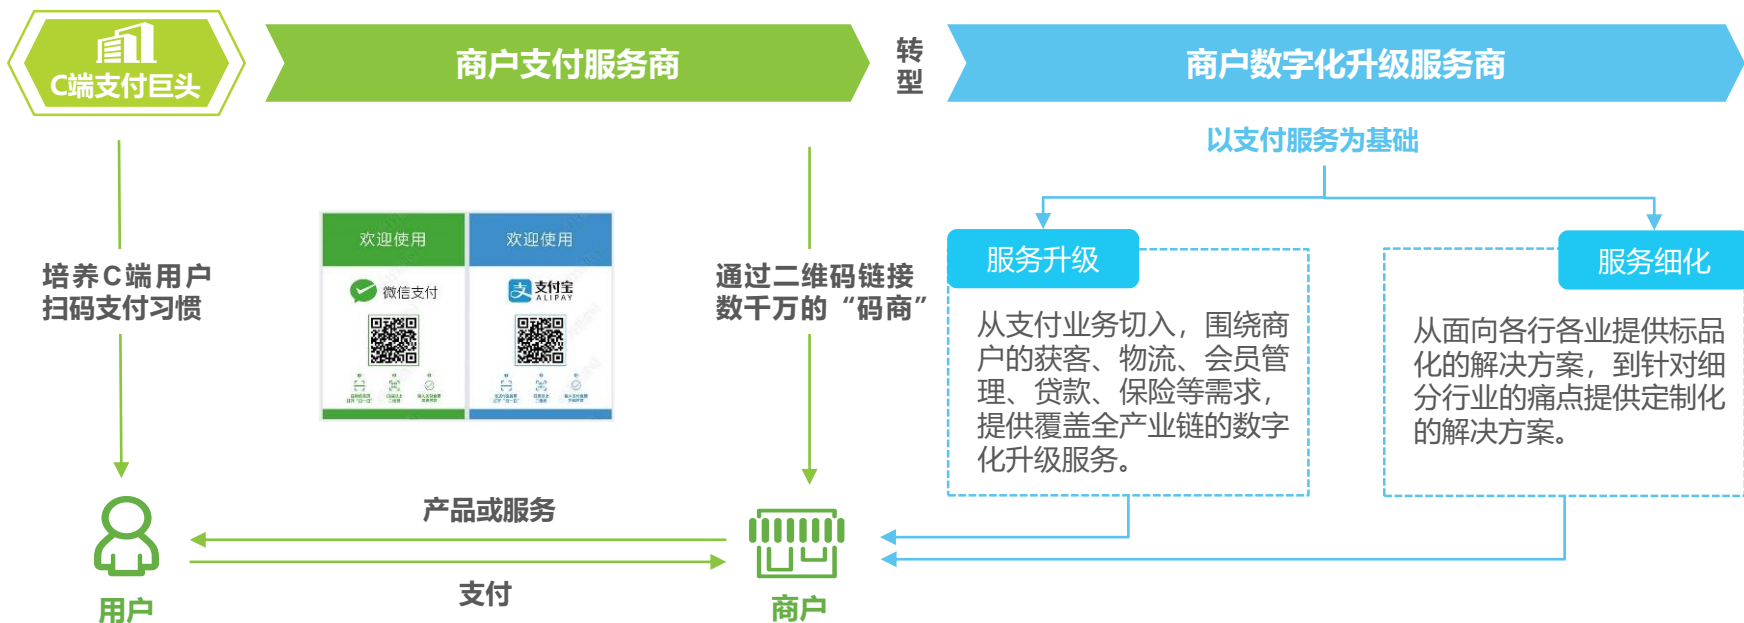 C端支付巨头
商户支付服务商
转
型
商户数字化升级服务商
以支付服务为基础
培养C端用户
扫码支付习惯
欢迎使用
微信支付
欢迎使用
支付宝
ALIPAY
通过二维码链接
数千万的“码商”
服务升级
从支付业务切入，围绕商
户的获客、物流、会员管
理、贷款、保险等需求，
提供覆盖全产业链的数字
化升级服务。
服务细化
从面向各行各业提供标品
化的解决方案，到针对细
分行业的痛点提供定制化
的解决方案。
产品或服务
支付
用户
商户